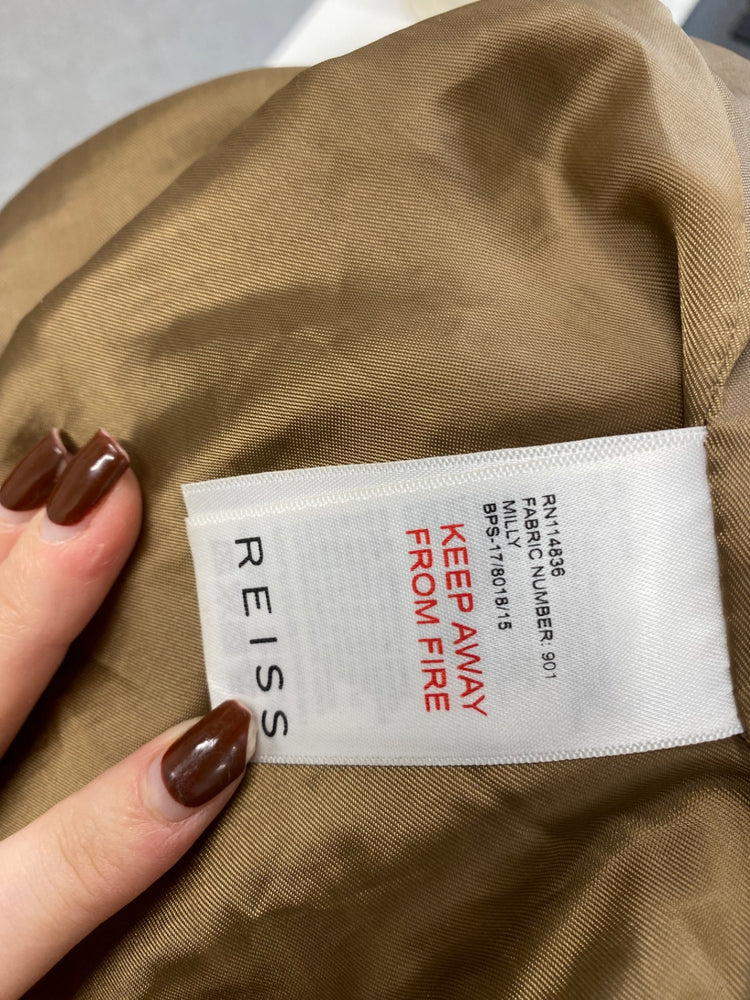 RN114836
FABRIC NUMBER: 901
MILLY
BPS-17/8018/15
KEEP AWAY
FROM FIRE
REISS